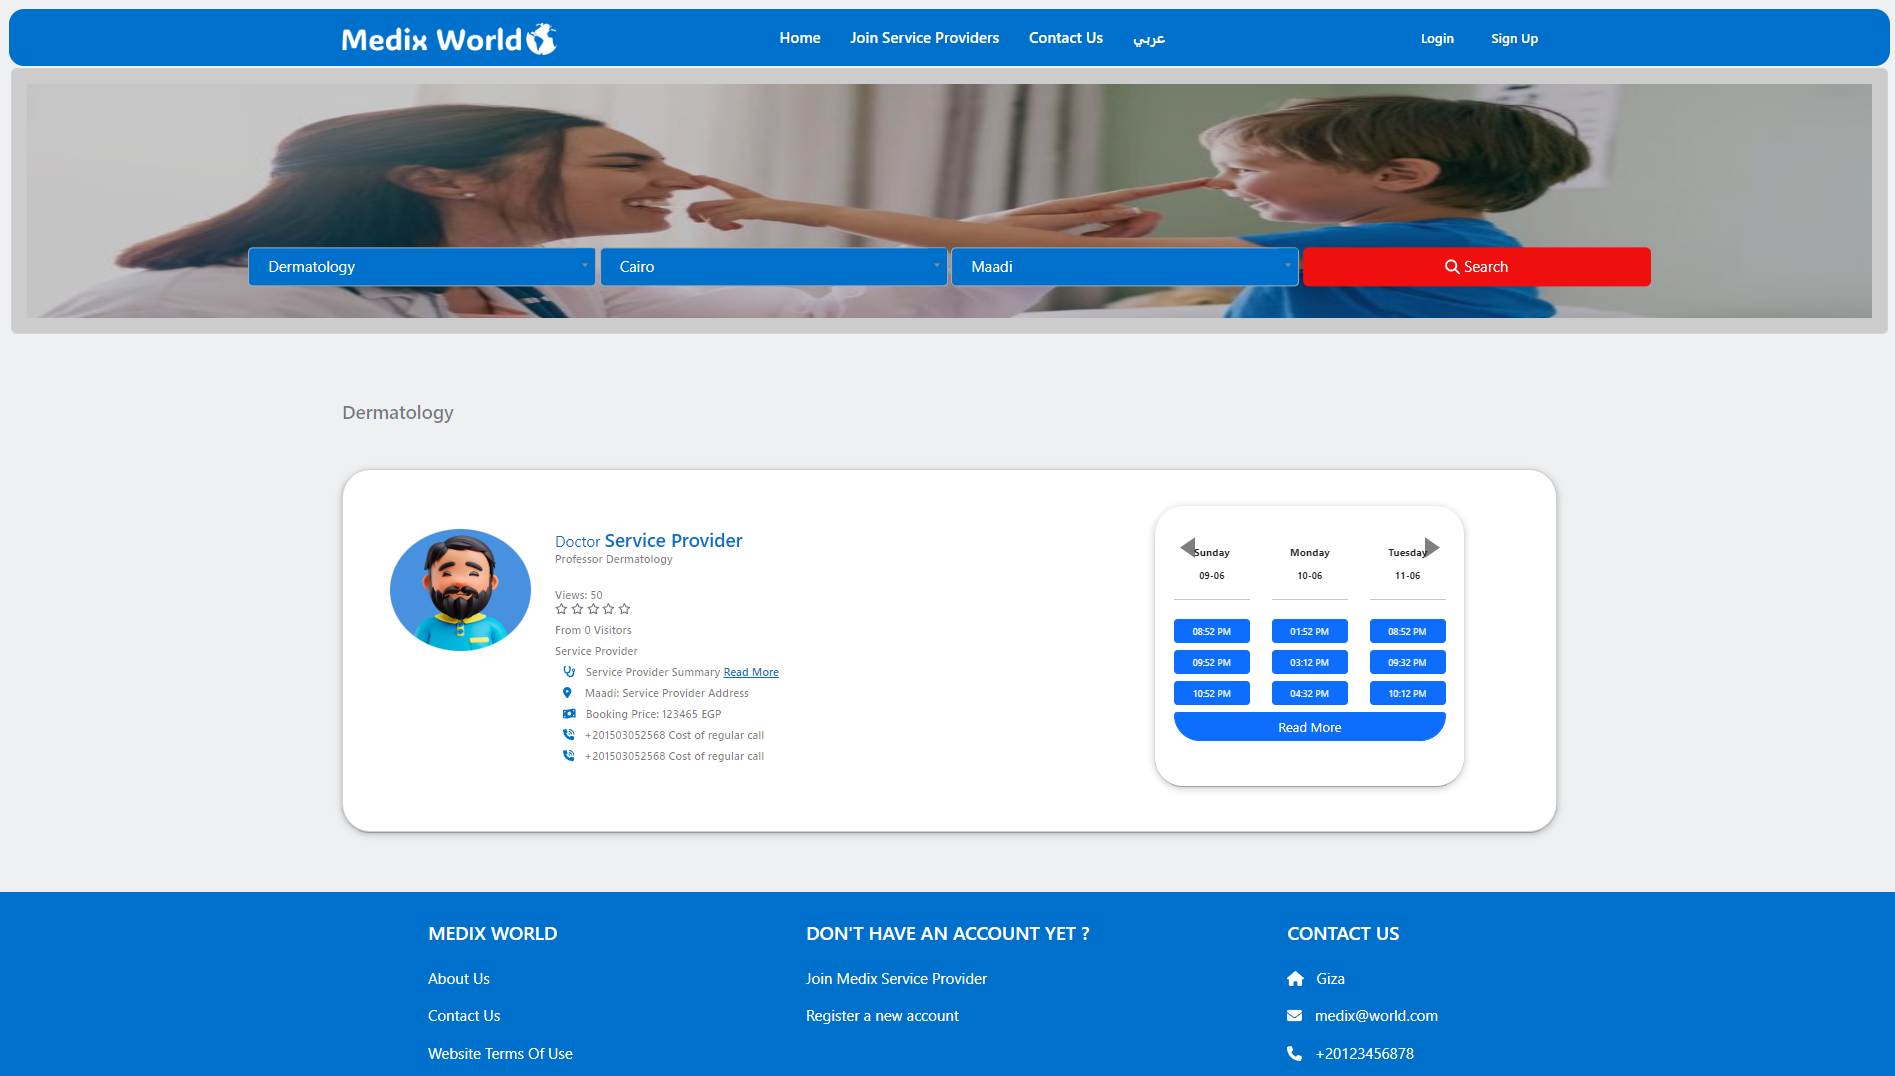 Medix World
Home
Join Service Providers
Contact Us
عربي
Login
Sign Up
Dermatology
Cairo
Maadi
Search
Dermatology
Doctor Service Provider
Professor Dermatology
Views: 50
From 0 Visitors
Service Provider
Service Provider Summary Read More
Maadi: Service Provider Address
Booking Price: 123465 EGP
+201503052568 Cost of regular call
+201503052568 Cost of regular call
Sunday
Monday
Tuesday
09-06
10-06
11-06
08:52 PM
01:52 PM
08:52 PM
09:52 PM
03:12 PM
09:32 PM
10:52 PM
04:32 PM
10:12 PM
Read More
MEDIX WORLD
About Us
Contact Us
Website Terms Of Use
DON'T HAVE AN ACCOUNT YET ?
Join Medix Service Provider
Register a new account
CONTACT US
Giza
medix@world.com
+20123456878